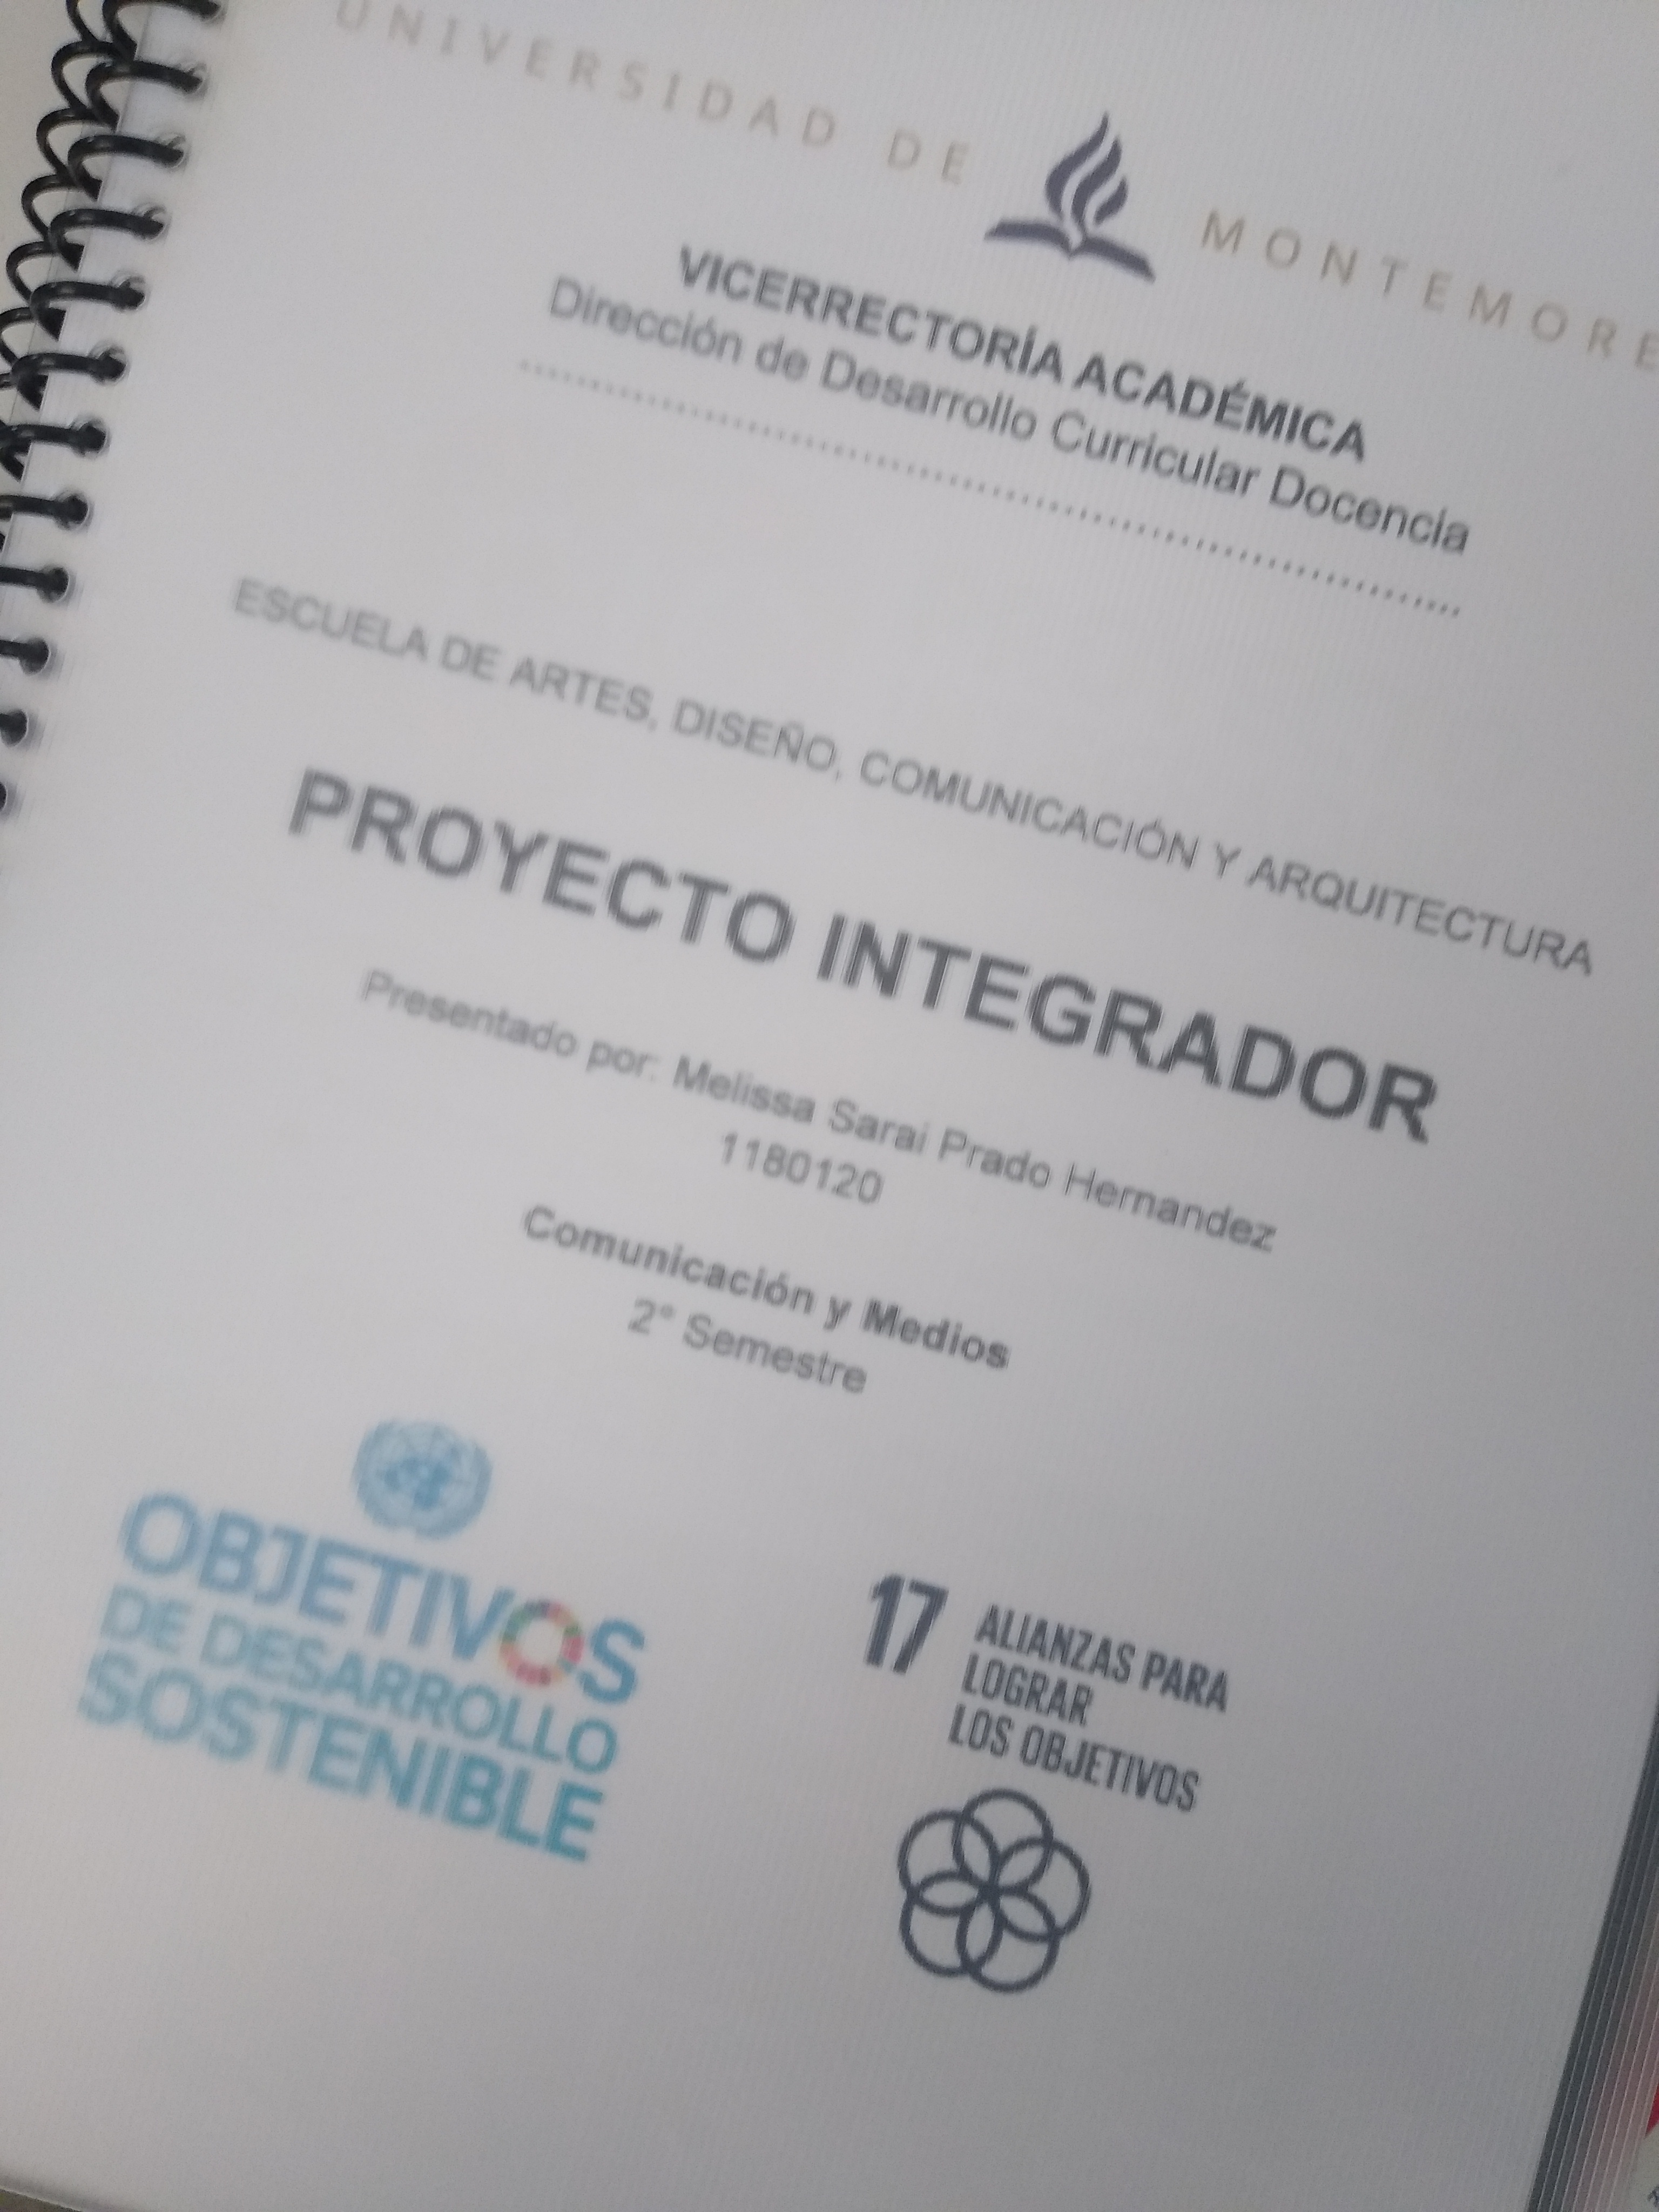 UNIVERSIDAD DE MONTEMORE
VICERRECTORÍA ACADÉMICA
Dirección de Desarrollo Curricular Docencia
ESCUELA DE ARTES, DISEÑO, COMUNICACIÓN Y ARQUITECTURA
PROYECTO INTEGRADOR
Presentado por: Melissa Sarai Prado Hernandez
1180120
Comunicación y Medios
2° Semestre
OBJETIVOS
DE DESARROLLO
SOSTENIBLE
17 ALIANZAS PARA
LOGRAR
LOS OBJETIVOS